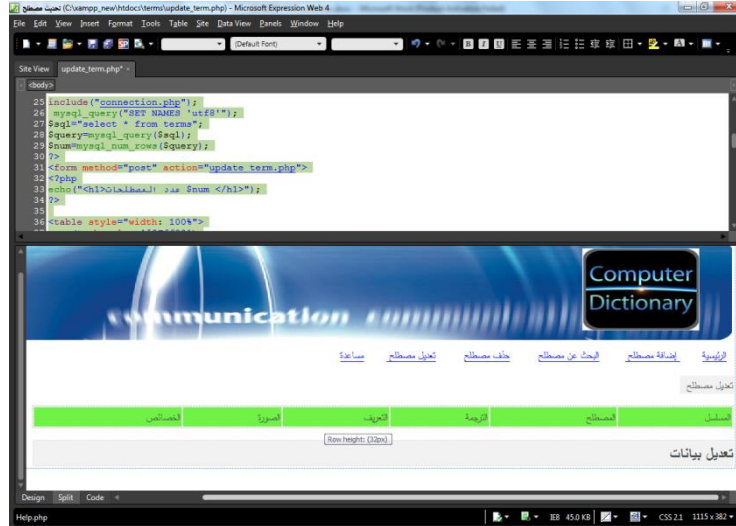 تحديث مصطلح (C:\xampp_new\htdocs\terms\update_term.php) - Microsoft Expression Web 4
File Edit View Insert Format Tools Table Site Data View Panels Window Help
(Default Font)
Site View update_term.php*
<body>
25 include("connection.php");
26 mysql_query("SET NAMES 'utf8'");
27 $sql="select * from terms";
28 $query=mysql_query($sql);
29 $num=mysql_num_rows($query);
30 ?>
31 <form method="post" action="update_term.php">
32 <?php
33 echo("<h1>عدد المصطلحات $num </h1>");
34 ?>
35
36 <table style="width: 100%">
Computer
Dictionary
communication
الرئيسية إضافة مصطلح البحث عن مصطلح حذف مصطلح تعديل مصطلح مساعدة
تعديل مصطلح
المسلسل المصطلح الترجمة التعريف الصورة الخصائص
Row height: (32px)
تعديل بيانات
Design Split Code
Help.php IE8 45.0 KB CSS 2.1 1115 x 382